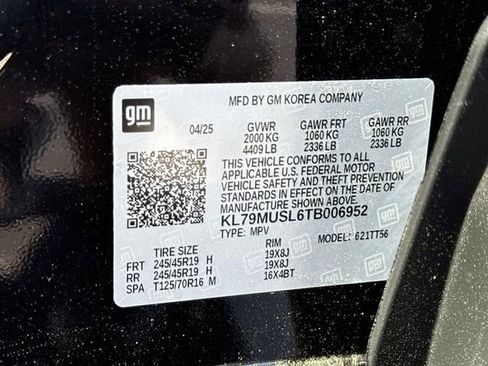 gm
MFD BY GM KOREA COMPANY
04/25 GVWR GAWR FRT GAWR RR
2000 KG 1060 KG 1060 KG
4409 LB 2336 LB 2336 LB
THIS VEHICLE CONFORMS TO ALL
APPLICABLE U.S. FEDERAL MOTOR
VEHICLE SAFETY AND THEFT
PREVENTION STANDARDS IN EFFECT
ON THE DATE OF MANUFACTURE
SHOWN ABOVE.
KL79MUSL6TB006952
TYPE: MPV MODEL: 621TT56
TIRE SIZE RIM
FRT 245/45R19 H 19X8J
RR 245/45R19 H 19X8J
SPA T125/70R16 M 16X4BT